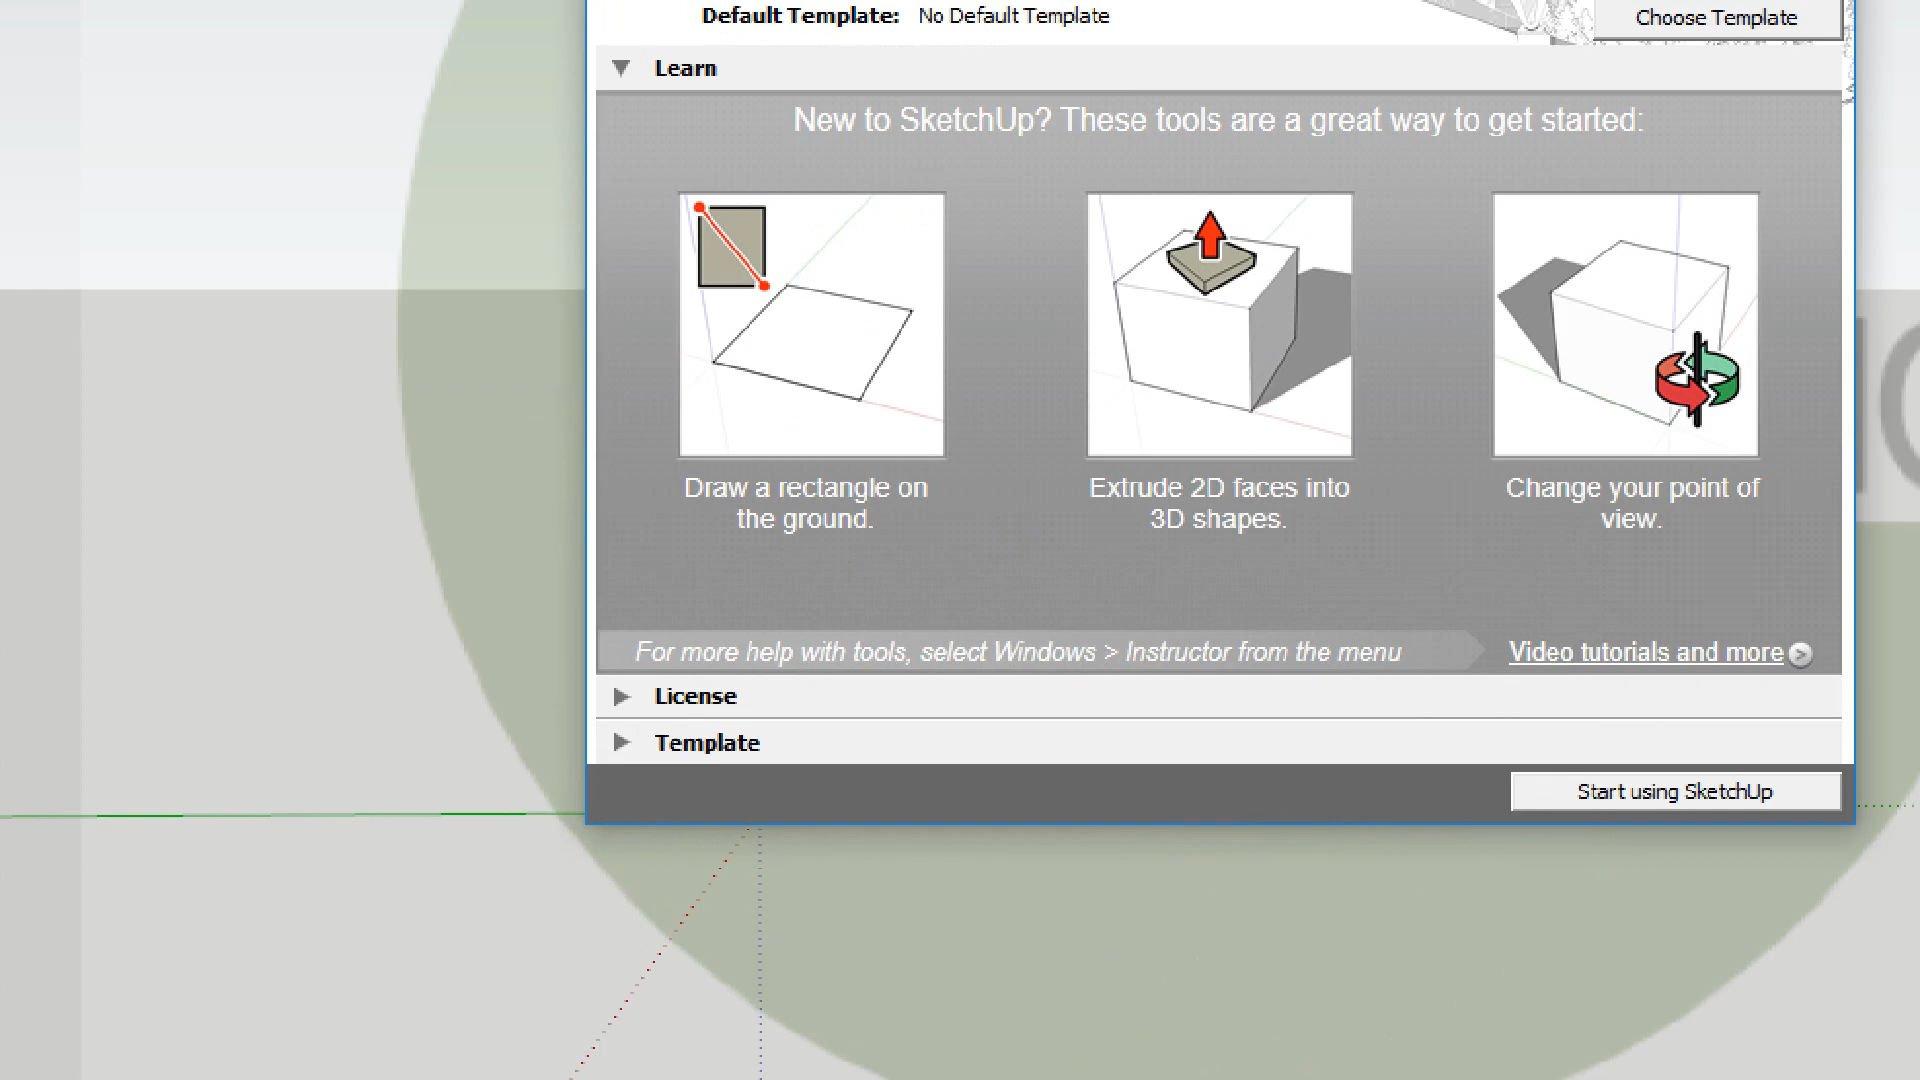 Default Template: No Default Template
Choose Template
Learn
New to SketchUp? These tools are a great way to get started:
Draw a rectangle on
the ground.
Extrude 2D faces into
3D shapes.
Change your point of
view.
For more help with tools, select Windows > Instructor from the menu
Video tutorials and more
License
Template
Start using SketchUp